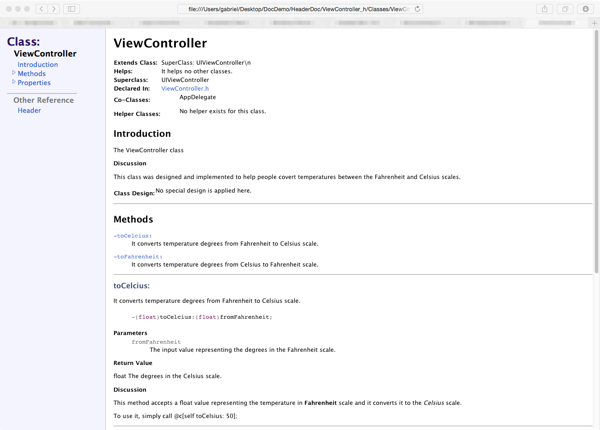 file:///Users/gabriel/Desktop/DocDemo/HeaderDoc/ViewController_h/Classes/ViewC
Class:
ViewController
Introduction
Methods
Properties
Other Reference
Header
ViewController
Extends Class: SuperClass: UIViewController\n
Helps: It helps no other classes.
Superclass: UIViewController
Declared In: ViewController.h
Co-Classes: AppDelegate
Helper Classes: No helper exists for this class.
Introduction
The ViewController class
Discussion
This class was designed and implemented to help people covert temperatures between the Fahrenheit and Celsius scales.
Class Design: No special design is applied here.
Methods
-toCelcius:
It converts temperature degrees from Fahrenheit to Celsius scale.
-toFahrenheit:
It converts temperature degrees from Celsius to Fahrenheit scale.
toCelcius:
It converts temperature degrees from Fahrenheit to Celsius scale.
-(float)toCelcius:(float)fromFahrenheit;
Parameters
fromFahrenheit
The input value representing the degrees in the Fahrenheit scale.
Return Value
float The degrees in the Celsius scale.
Discussion
This method accepts a float value representing the temperature in Fahrenheit scale and it converts it to the Celsius scale.
To use it, simply call @c[self toCelsius: 50];